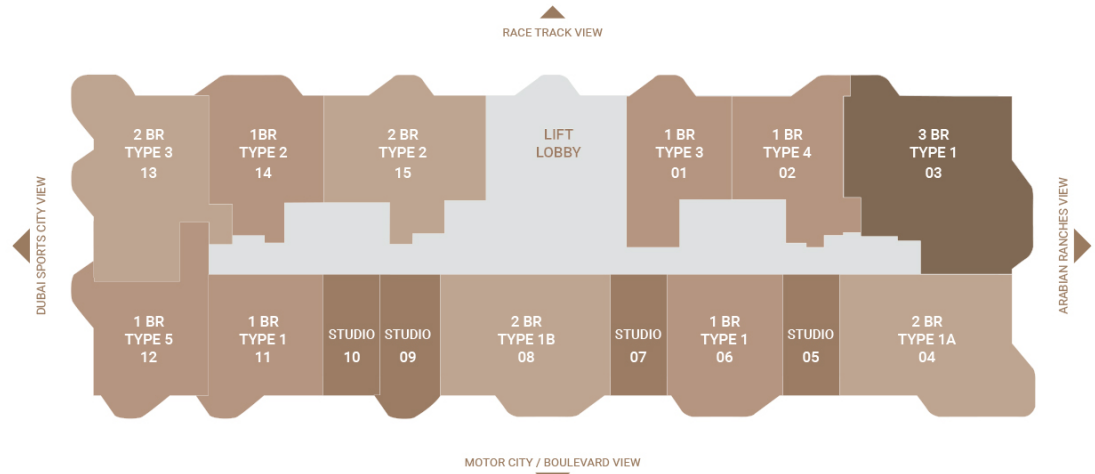 RACE TRACK VIEW
2 BR
TYPE 3
13
1BR
TYPE 2
14
2 BR
TYPE 2
15
LIFT
LOBBY
1 BR
TYPE 3
01
1 BR
TYPE 4
02
3 BR
TYPE 1
03
DUBAI SPORTS CITY VIEW
ARABIAN RANCHES VIEW
1 BR
TYPE 5
12
1 BR
TYPE 1
11
STUDIO
10
STUDIO
09
2 BR
TYPE 1B
08
STUDIO
07
1 BR
TYPE 1
06
STUDIO
05
2 BR
TYPE 1A
04
MOTOR CITY / BOULEVARD VIEW